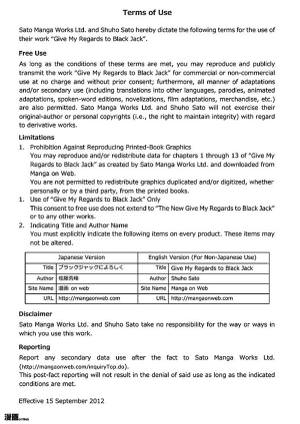 Terms of Use
Sato Manga Works Ltd. and Shuho Sato hereby dictate the following terms for the use of
their work "Give My Regards to Black Jack".
Free Use
As long as the conditions of these terms are met, you may reproduce and publicly
transmit the work "Give My Regards to Black Jack" for commercial or non-commercial
use at no charge and without prior consent; furthermore, all manner of adaptations
and/or secondary use (including translations into other languages, parodies, animated
adaptations, spoken-word editions, novelizations, film adaptations, merchandise, etc.)
are also permitted. Sato Manga Works Ltd. and Shuho Sato will not exercise their
original-author or personal copyrights (i.e., the right to maintain integrity) with regard
to derivative works.
Limitations
1. Prohibition Against Reproducing Printed-Book Graphics
You may reproduce and/or redistribute data for chapters 1 through 13 of "Give My
Regards to Black Jack" as created by Sato Manga Works Ltd. and downloaded from
Manga on Web.
You are not permitted to redistribute graphics duplicated and/or digitized, whether
personally or by a third party, from the printed books.
1. Use of "Give My Regards to Black Jack" Only
This consent to free use does not extend to "The New Give My Regards to Black Jack"
or to any other works.
2. Indicating Title and Author Name
You must explicitly indicate the following items on every product. These items may
not be altered.
Japanese Version English Version (For Non-Japanese Use)
Title ブラックジャックによろしく Title Give My Regards to Black Jack
Author 佐藤秀峰 Author Shuho Sato
Site Name 漫画 on web Site Name Manga on Web
URL http://mangaonweb.com URL http://mangaonweb.com
Disclaimer
Sato Manga Works Ltd. and Shuho Sato take no responsibility for the way or ways in
which you use this work.
Reporting
Report any secondary data use after the fact to Sato Manga Works Ltd.
(http://mangaonweb.com/inquiryTop.do).
This post-fact reporting will not result in the denial of said use as long as the indicated
conditions are met.
Effective 15 September 2012
漫画 on web